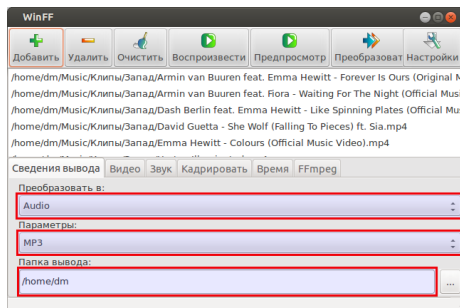 WinFF
Добавить Удалить Очистить Воспроизвести Предпросмотр Преобразоват Настройки
/home/dm/Music/Клипы/Запад/Armin van Buuren feat. Emma Hewitt - Forever Is Ours (Original M
/home/dm/Music/Клипы/Запад/Armin van Buuren feat. Fiora - Waiting For The Night (Official Mus
/home/dm/Music/Клипы/Запад/Dash Berlin feat. Emma Hewitt - Like Spinning Plates (Official Mu
/home/dm/Music/Клипы/Запад/David Guetta - She Wolf (Falling To Pieces) ft. Sia.mp4
/home/dm/Music/Клипы/Запад/Emma Hewitt - Colours (Official Music Video).mp4
Сведения вывода Видео Звук Кадрировать Время FFmpeg
Преобразовать в:
Audio
Параметры:
MP3
Папка вывода:
/home/dm ...